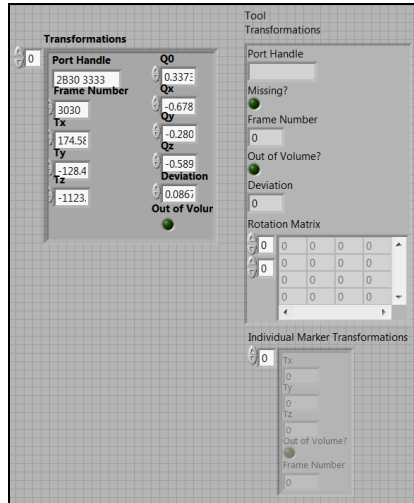 Transformations
0
Port Handle
2B30 3333
Frame Number
3030
Tx
174.58
Ty
-128.4
Tz
-1123.
Q0
0.3373
Qx
-0.678
Qy
-0.280
Qz
-0.589
Deviation
0.0867
Out of Volum
Tool
Transformations
Port Handle
Missing?
Frame Number
0
Out of Volume?
Deviation
0
Rotation Matrix
0 0 0 0 0
0 0 0 0 0
0 0 0 0
0 0 0 0
Individual Marker Transformations
0
Tx
0
Ty
0
Tz
0
Out of Volume?
Frame Number
0